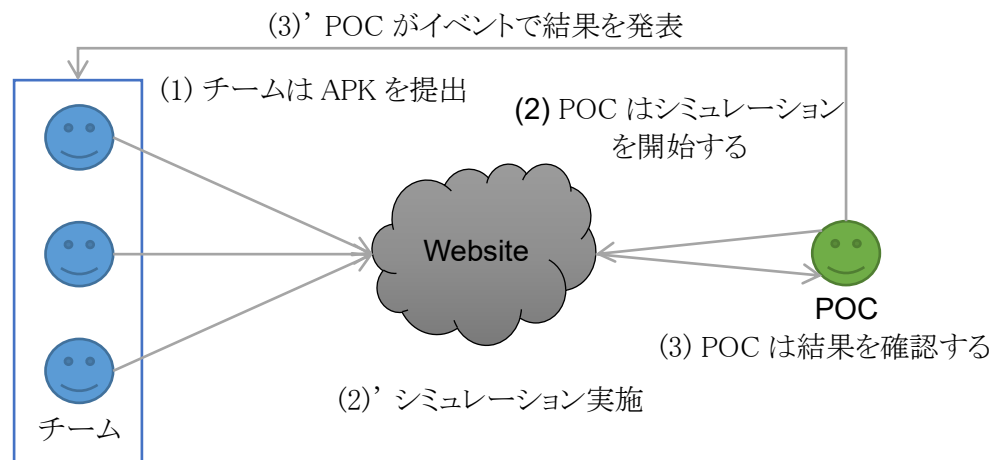 (3)’ POC がイベントで結果を発表
(1) チームは APK を提出
(2) POC はシミュレーション
を開始する
Website
POC
(3) POC は結果を確認する
(2)’ シミュレーション実施
チーム